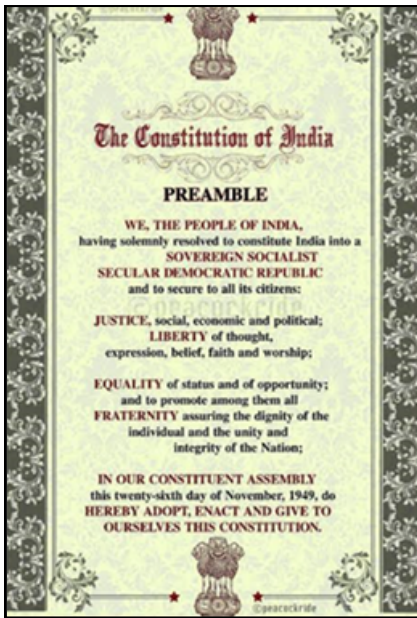 The Constitution of India
PREAMBLE
WE, THE PEOPLE OF INDIA,
having solemnly resolved to constitute India into a
SOVEREIGN SOCIALIST
SECULAR DEMOCRATIC REPUBLIC
and to secure to all its citizens:
©peacockride
JUSTICE, social, economic and political;
LIBERTY of thought,
expression, belief, faith and worship;
EQUALITY of status and of opportunity;
and to promote among them all
FRATERNITY assuring the dignity of the
individual and the unity and
integrity of the Nation;
IN OUR CONSTITUENT ASSEMBLY
this twenty-sixth day of November, 1949, do
HEREBY ADOPT, ENACT AND GIVE TO
OURSELVES THIS CONSTITUTION.
©peacockride